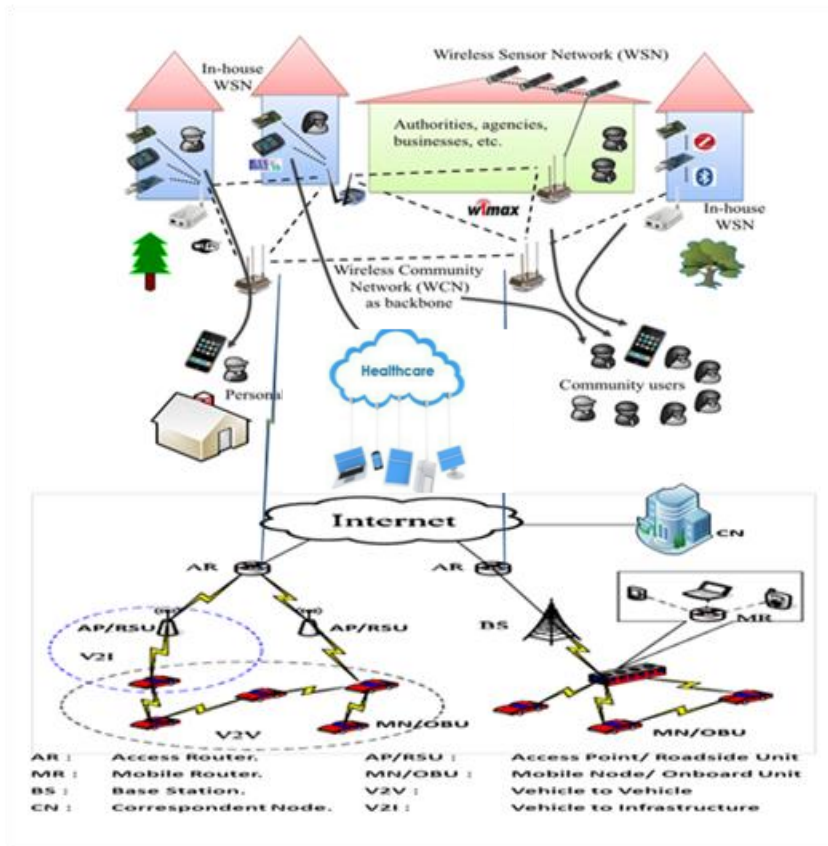 Wireless Sensor Network (WSN)
In-house
WSN
Authorities, agencies,
businesses, etc.
wimax
In-house
WSN
Wireless Community
Network (WCN)
as backbone
Healthcare
Personal
Community users
Internet
CN
AR
AR
AP/RSU
AP/RSU
BS
MR
V2I
V2V
MN/OBU
MN/OBU
AR : Access Router. AP/RSU : Access Point/ Roadside Unit
MR : Mobile Router. MN/OBU : Mobile Node/ Onboard Unit
BS : Base Station. V2V : Vehicle to Vehicle
CN : Correspondent Node. V2I : Vehicle to Infrastructure